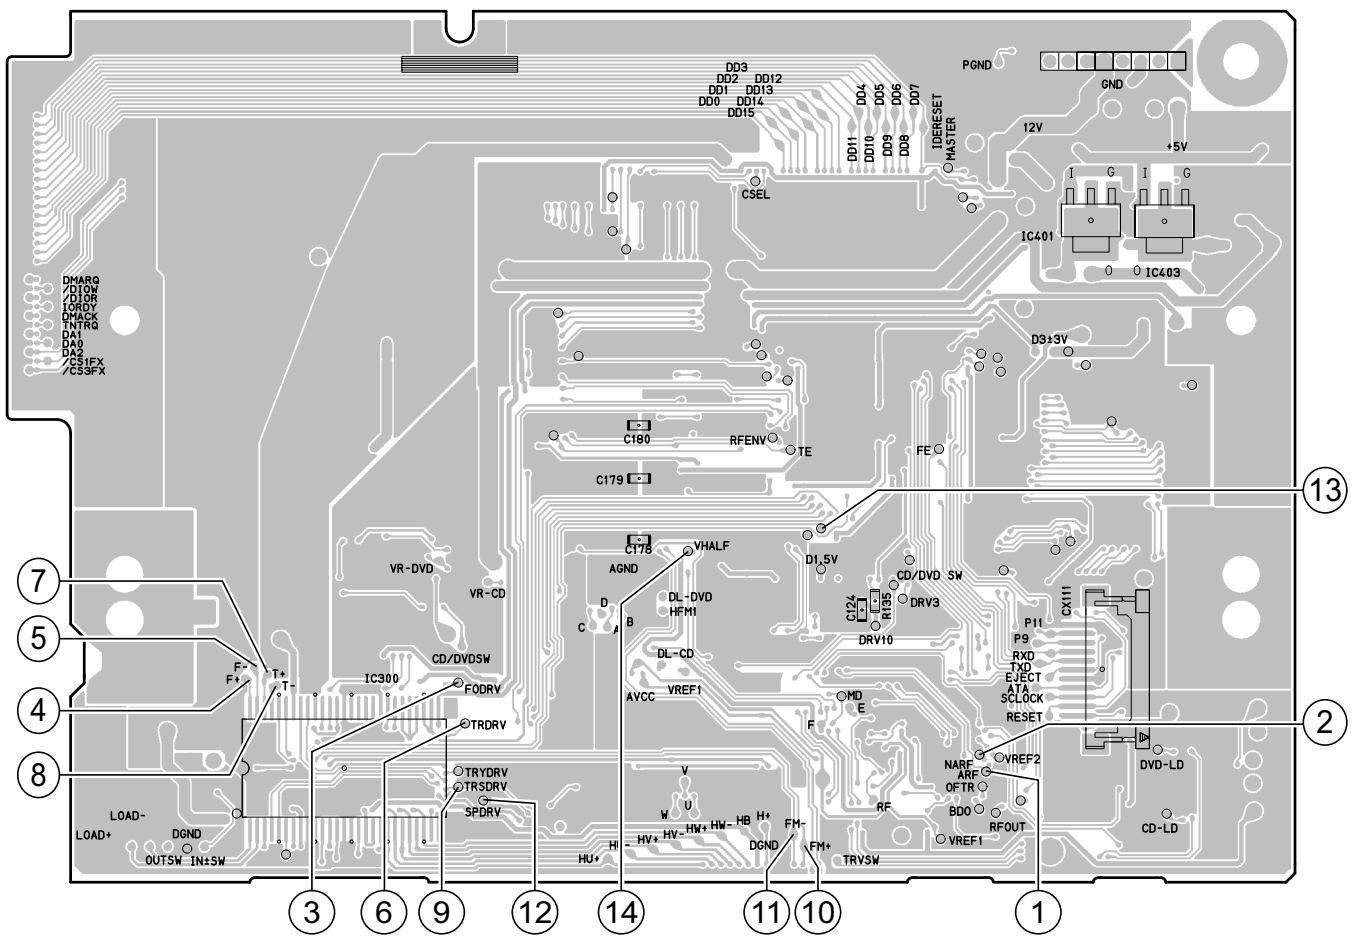 PGND
GND
DD3
DD2 DD12
DD1 DD13
DD0 DD14
DD15
DD4
DD5
DD6
DD7
DD11
DD10
DD9
DD8
IDERESET
MASTER
12V
+5V
I G I G
CSEL
IC401
IC403
DMARQ
/DIOW
/DIOR
IORDY
DMACK
TNTRQ
DA1
DA0
DA2
/CS1FX
/CS3FX
D3±3V
C180
RFENV
TE
FE
C179
13
C178
VHALF
AGND
D1,5V
VR-DVD
VR-CD
CD/DVD SW
DL-DVD
HFM1
D
C B
A
C124
R135
DRV3
DRV10
CX111
P11
P9
RXD
TXD
EJECT
ATA
SCLOCK
RESET
7
5
4
8
F- T+
F+ T-
IC300
CD/DVDSW
FODRV
DL-CD
AVCC
VREF1
MD
E
F
TRDRV
2
NARF
VREF2
ARF
OFTR
DVD-LD
TRYDRV
TRSDRV
SPDRV
V
U
W
RF
BDO
RFOUT
CD-LD
LOAD-
LOAD+
DGND
OUTSW IN±SW
HU+
HV+
HV-
HW+
HW-
HB
H+
FM-
DGND
FM+
TRVSW
VREF1
3 6 9 12 14 11 10 1